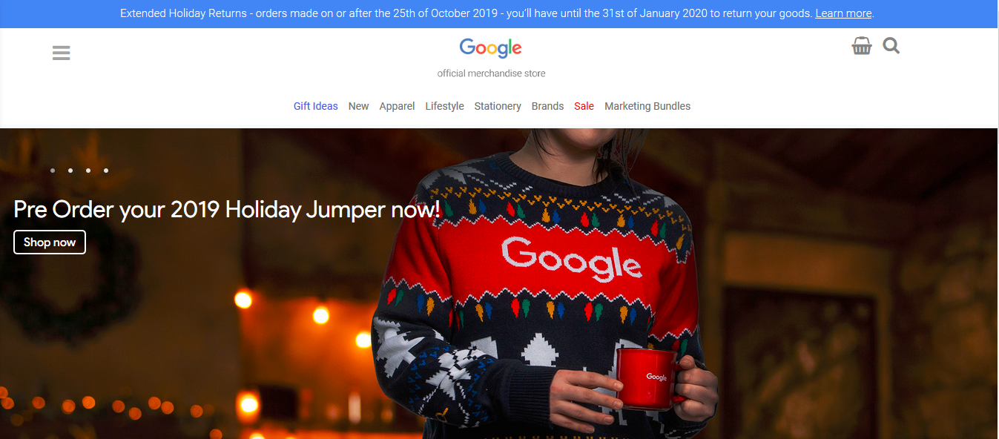 Extended Holiday Returns - orders made on or after the 25th of October 2019 - you'll have until the 31st of January 2020 to return your goods. Learn more.
Google
official merchandise store
Gift Ideas New Apparel Lifestyle Stationery Brands Sale Marketing Bundles
Pre Order your 2019 Holiday Jumper now!
Shop now
Google
Google